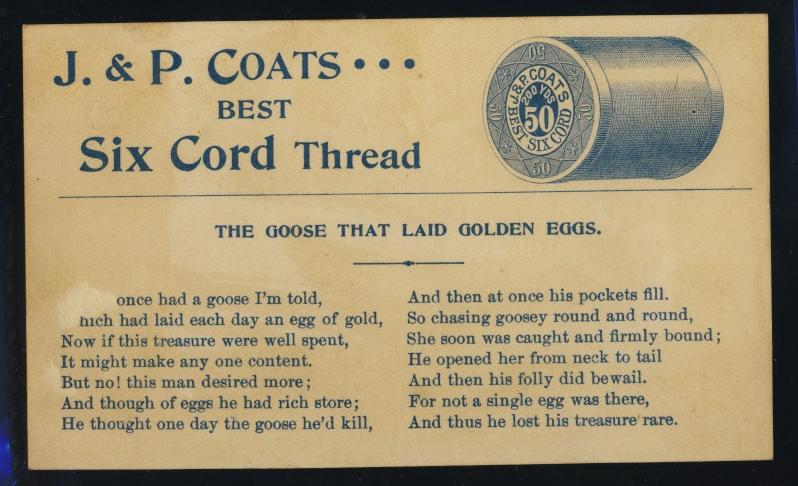 J. & P. COATS • • •
BEST
Six Cord Thread
50
50
50
50
J. & P. COATS
200 YDS
50
BEST SIX CORD
THE GOOSE THAT LAID GOLDEN EGGS.
once had a goose I'm told,
hich had laid each day an egg of gold,
Now if this treasure were well spent,
It might make any one content.
But no! this man desired more;
And though of eggs he had rich store;
He thought one day the goose he'd kill,
And then at once his pockets fill.
So chasing goosey round and round,
She soon was caught and firmly bound;
He opened her from neck to tail
And then his folly did bewail.
For not a single egg was there,
And thus he lost his treasure rare.